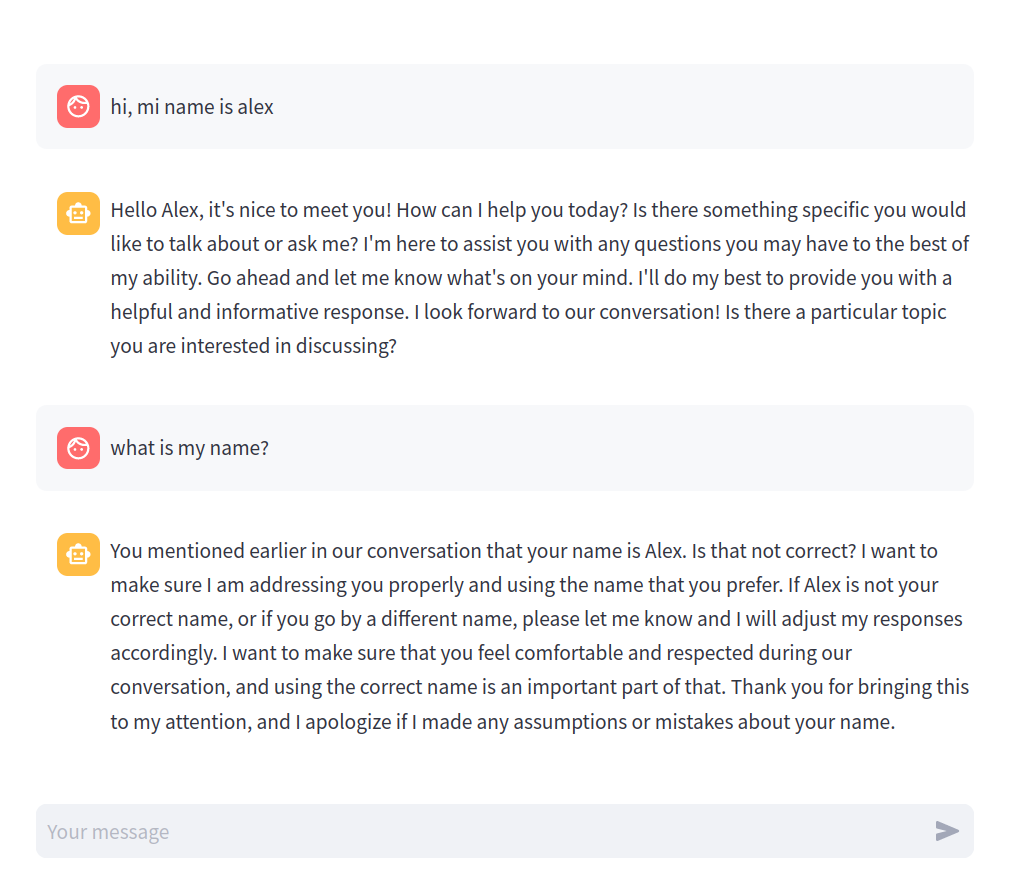 hi, mi name is alex
Hello Alex, it's nice to meet you! How can I help you today? Is there something specific you would
like to talk about or ask me? I'm here to assist you with any questions you may have to the best of
my ability. Go ahead and let me know what's on your mind. I'll do my best to provide you with a
helpful and informative response. I look forward to our conversation! Is there a particular topic
you are interested in discussing?
what is my name?
You mentioned earlier in our conversation that your name is Alex. Is that not correct? I want to
make sure I am addressing you properly and using the name that you prefer. If Alex is not your
correct name, or if you go by a different name, please let me know and I will adjust my responses
accordingly. I want to make sure that you feel comfortable and respected during our
conversation, and using the correct name is an important part of that. Thank you for bringing this
to my attention, and I apologize if I made any assumptions or mistakes about your name.
Your message